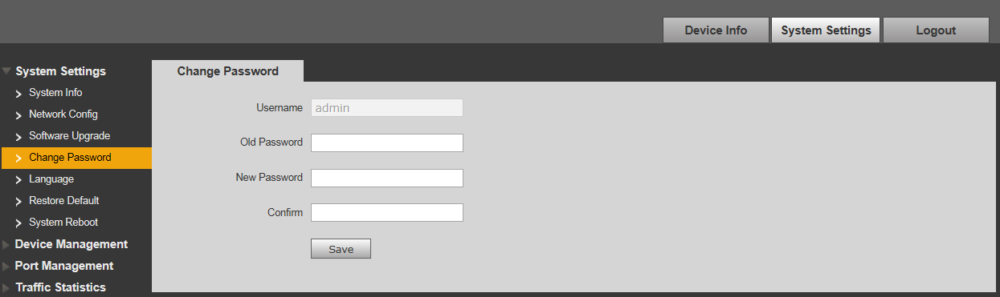 Device Info
System Settings
Logout
System Settings
System Info
Network Config
Software Upgrade
Change Password
Language
Restore Default
System Reboot
Device Management
Port Management
Traffic Statistics
Change Password
Username admin
Old Password
New Password
Confirm
Save